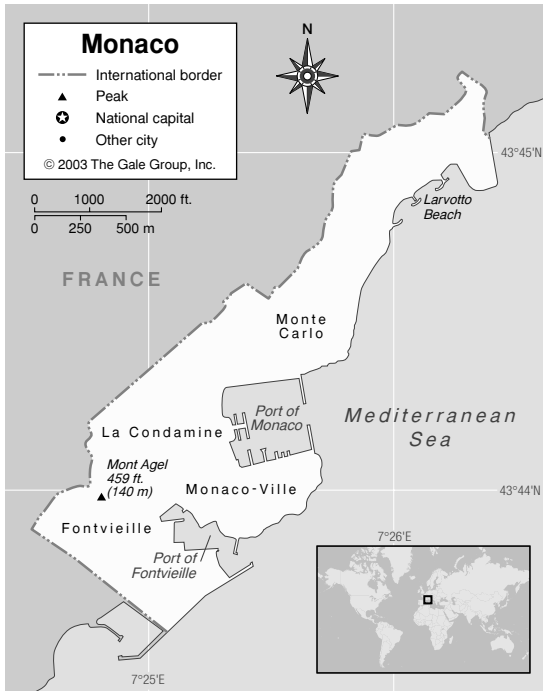 Monaco
International border
Peak
National capital
Other city
© 2003 The Gale Group, Inc.
N
0 1000 2000 ft.
0 250 500 m
43°45'N
Larvotto
Beach
FRANCE
Monte
Carlo
Port of
Monaco
Mediterranean
Sea
La Condamine
Mont Agel
459 ft.
(140 m)
Monaco-Ville
43°44'N
Fontvieille
Port of
Fontvieille
7°26'E
7°25'E